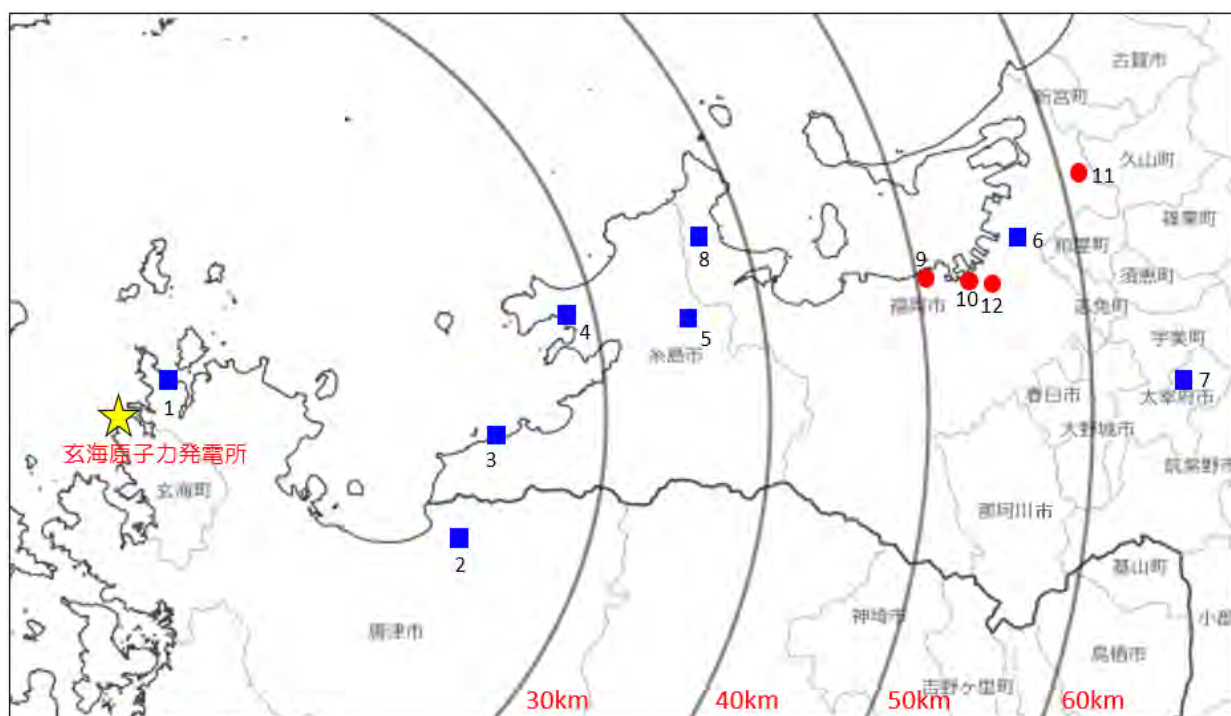 古賀市
新宮町
久山町
11
篠栗町
8
6
粕屋町
須恵町
9
福岡市
10
12
志免町
4
5
糸島市
宇美町
1
7
春日市
太宰府市
玄海原子力発電所
3
大野城市
筑紫野市
玄海町
那珂川市
2
基山町
神埼市
小郡
唐津市
鳥栖市
吉野ヶ里町
30km
40km
50km
60km